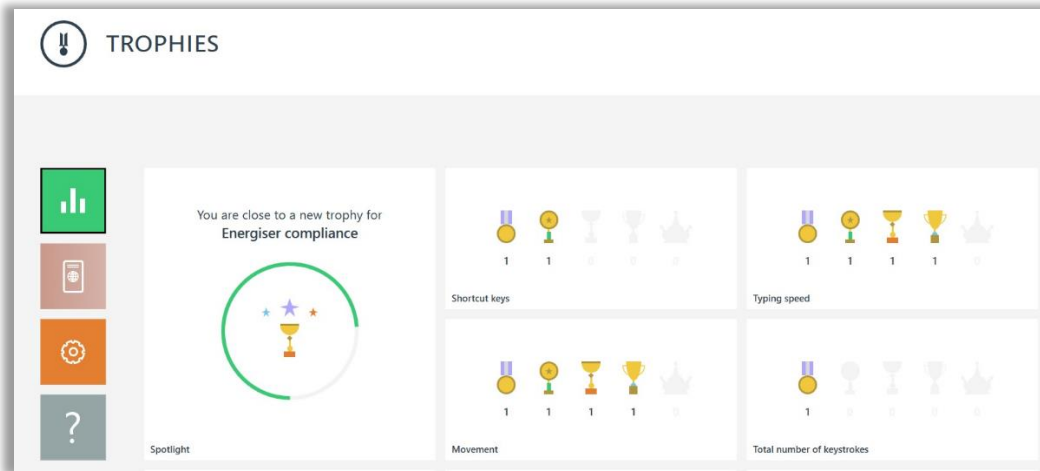 TROPHIES
You are close to a new trophy for
Energiser compliance
Spotlight
1 1 0 0 0
Shortcut keys
1 1 1 1 0
Typing speed
1 1 1 1 0
Movement
1 0 0 0 0
Total number of keystrokes
?